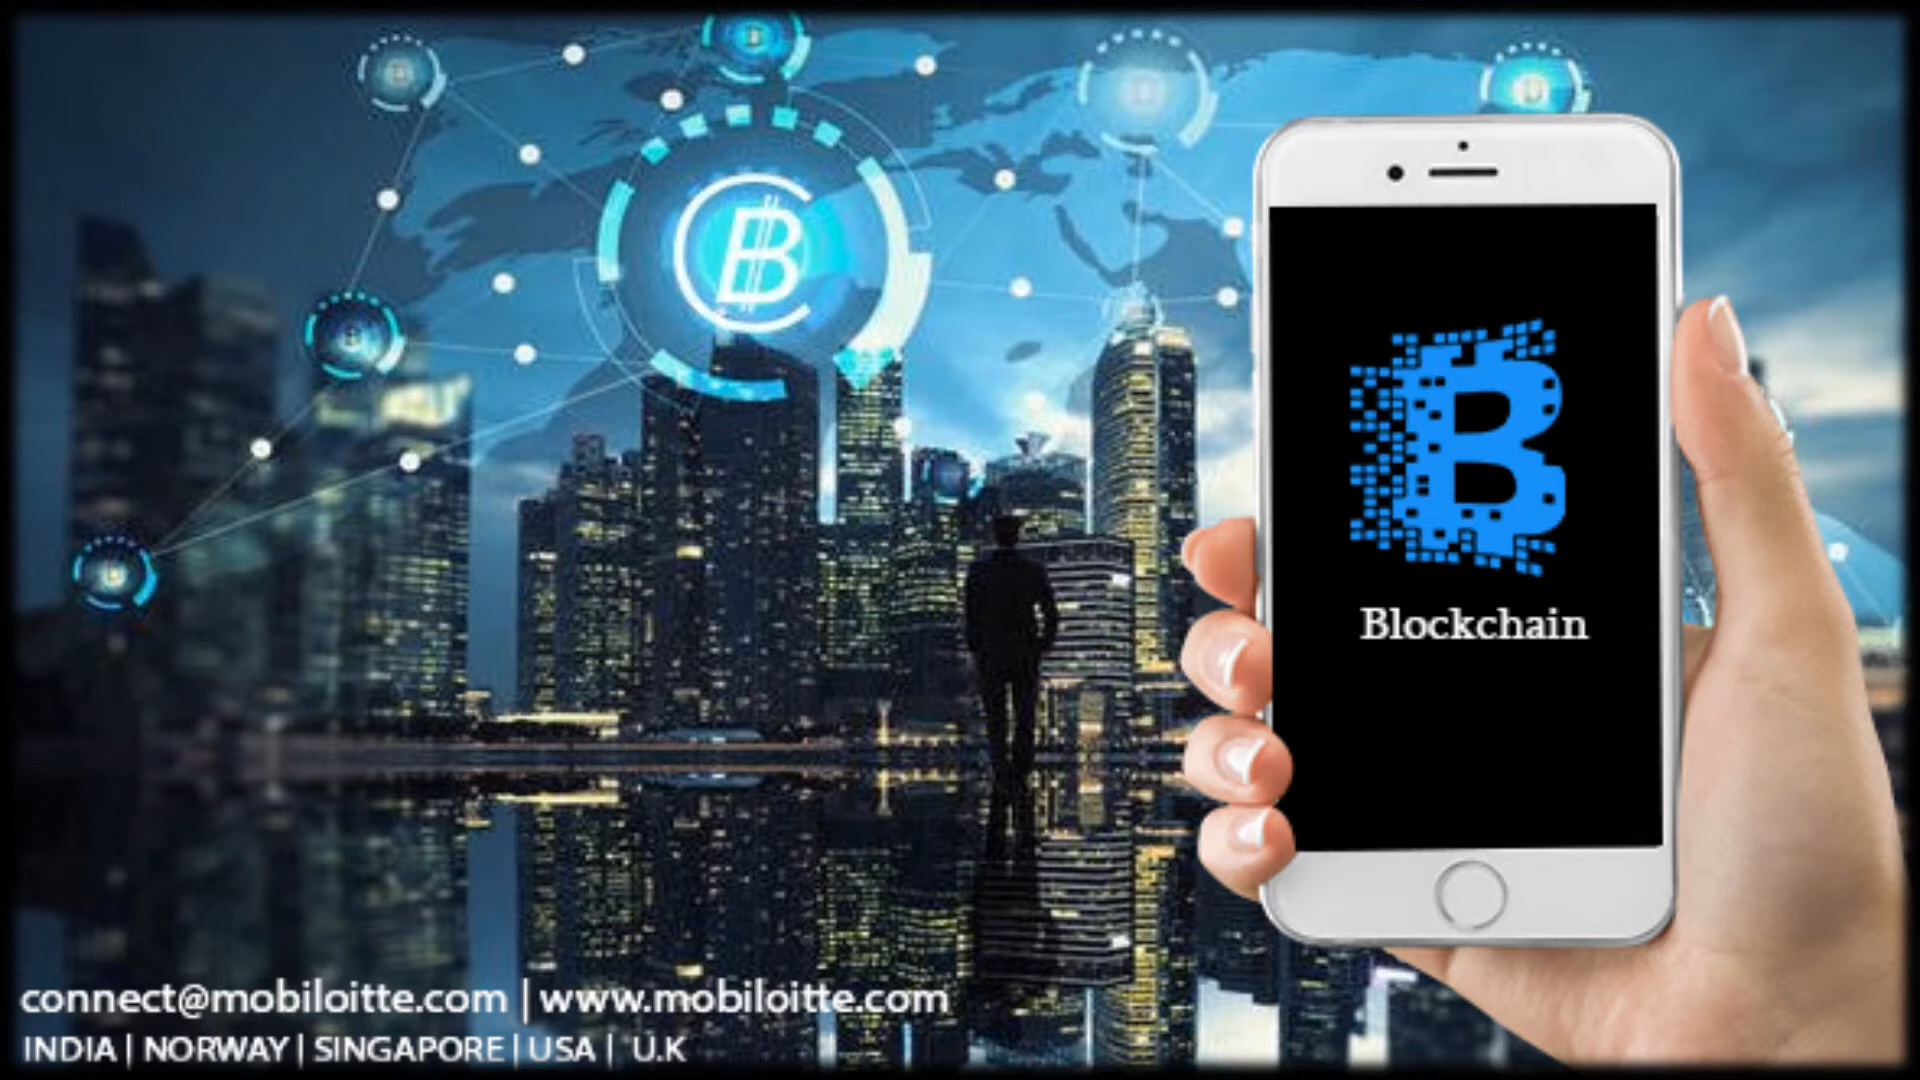 B
B
Blockchain
connect@mobiloitte.com | www.mobiloitte.com
INDIA | NORWAY | SINGAPORE | USA | U.K